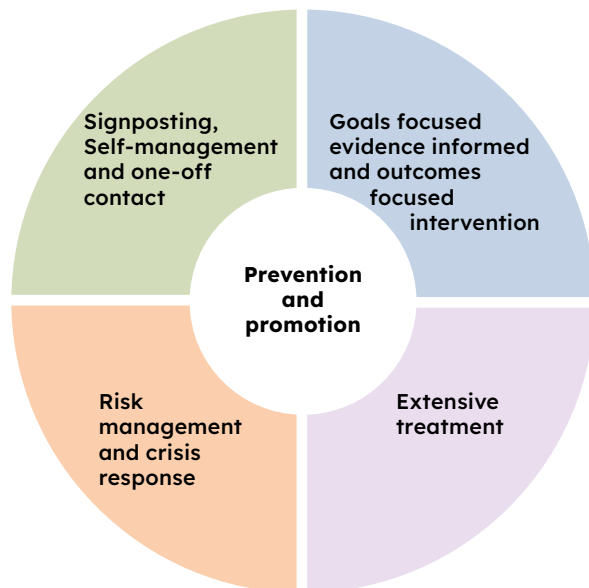 Signposting,
Self-management
and one-off
contact
Goals focused
evidence informed
and outcomes
focused
intervention
Prevention
and
promotion
Risk
management
and crisis
response
Extensive
treatment